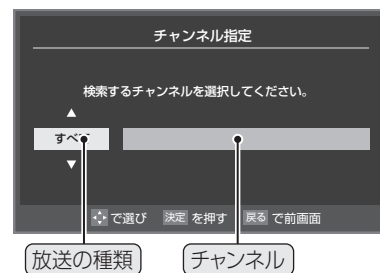 チャンネル指定
検索するチャンネルを選択してください。
▲
すべて
▼
で選び 決定 を押す 戻る で前画面
放送の種類 チャンネル